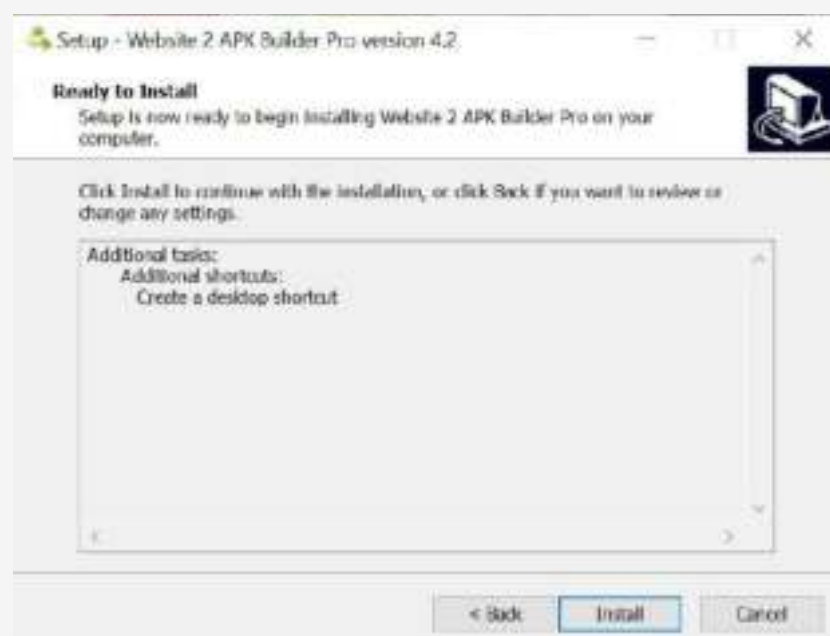 Setup - Website 2 APK Builder Pro version 4.2
Ready to Install
Setup is now ready to begin installing Website 2 APK Builder Pro on your
computer.
Click Install to continue with the installation, or click Back if you want to review or
change any settings.
Additional tasks:
Additional shortcuts:
Create a desktop shortcut
< Back
Install
Cancel